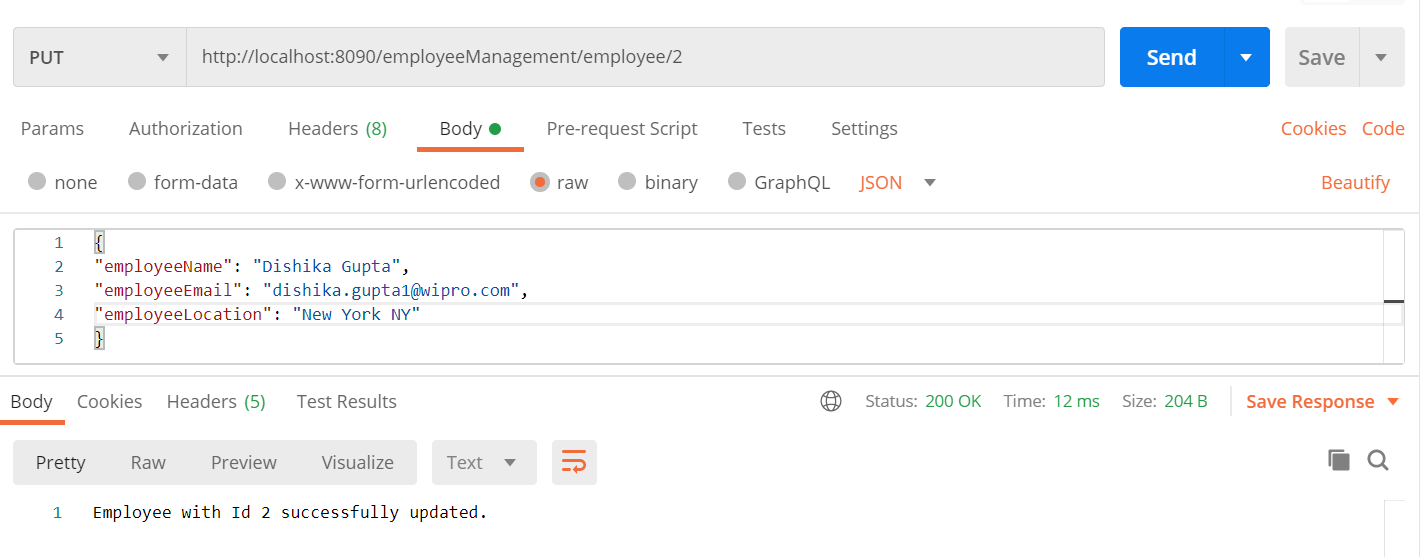 PUT http://localhost:8090/employeeManagement/employee/2 Send Save
Params Authorization Headers (8) Body Pre-request Script Tests Settings Cookies Code
none form-data x-www-form-urlencoded raw binary GraphQL JSON Beautify
1 {
2 "employeeName": "Dishika Gupta",
3 "employeeEmail": "dishika.gupta1@wipro.com",
4 "employeeLocation": "New York NY"
5 }
Body Cookies Headers (5) Test Results Status: 200 OK Time: 12 ms Size: 204 B Save Response
Pretty Raw Preview Visualize Text
1 Employee with Id 2 successfully updated.